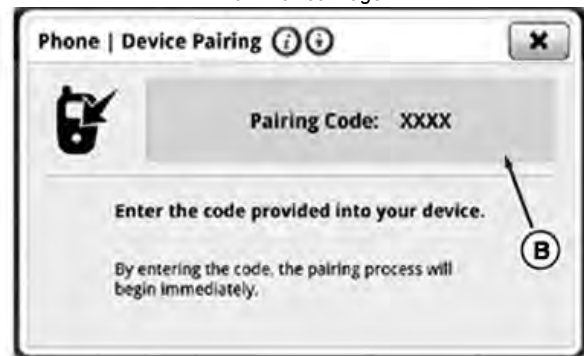 Phone | Device Pairing
Pairing Code: XXXX
Enter the code provided into your device.
By entering the code, the pairing process will
begin immediately.
B